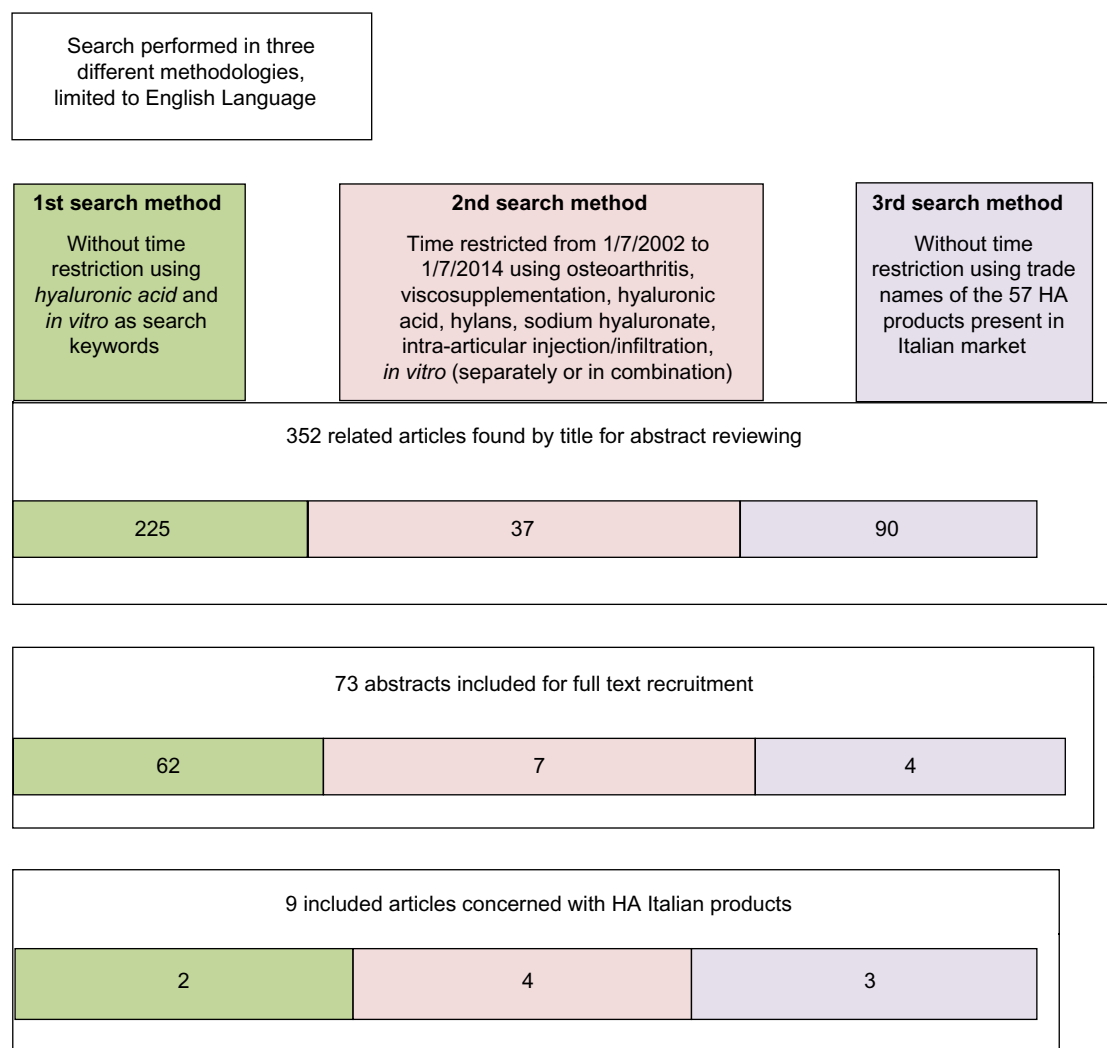 Search performed in three
different methodologies,
limited to English Language
1st search method
Without time
restriction using
hyaluronic acid and
in vitro as search
keywords
2nd search method
Time restricted from 1/7/2002 to
1/7/2014 using osteoarthritis,
viscosupplementation, hyaluronic
acid, hylans, sodium hyaluronate,
intra-articular injection/infiltration,
in vitro (separately or in combination)
3rd search method
Without time
restriction using trade
names of the 57 HA
products present in
Italian market
352 related articles found by title for abstract reviewing
225
37
90
73 abstracts included for full text recruitment
62
7
4
9 included articles concerned with HA Italian products
2
4
3